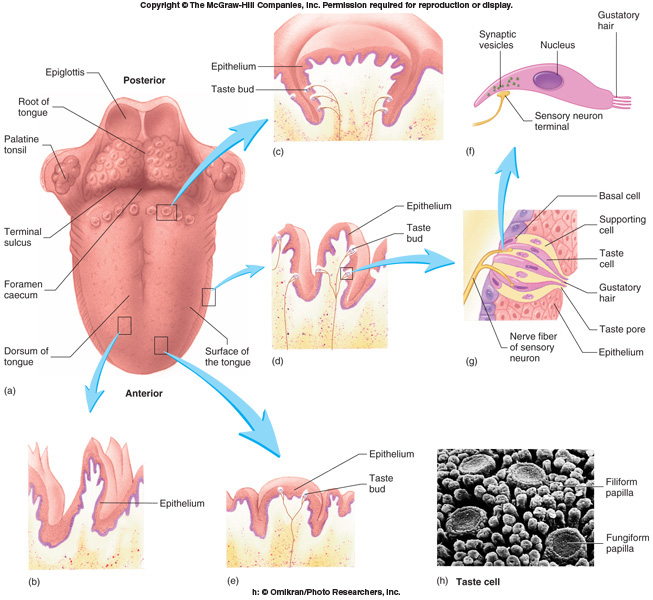 Copyright © The McGraw-Hill Companies, Inc. Permission required for reproduction or display.
Posterior
Epiglottis
Root of
tongue
Palatine
tonsil
Terminal
sulcus
Foramen
caecum
Dorsum of
tongue
Surface of
the tongue
(a)
Anterior
Epithelium
Taste bud
(c)
Synaptic
vesicles
Nucleus
Gustatory
hair
Sensory neuron
terminal
(f)
Epithelium
Taste
bud
(d)
Basal cell
Supporting
cell
Taste
cell
Gustatory
hair
Taste pore
Epithelium
Nerve fiber
of sensory
neuron
(g)
Epithelium
(b)
Epithelium
Taste
bud
(e)
Filiform
papilla
Fungiform
papilla
(h) Taste cell
h: © Omikran/Photo Researchers, Inc.